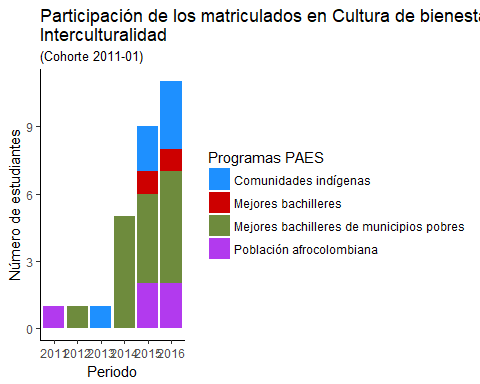 Participación de los matriculados en Cultura de bienesta
Interculturalidad
(Cohorte 2011-01)
Número de estudiantes
9
6
3
0
2011 2012 2013 2014 2015 2016
Periodo
Programas PAES
Comunidades indígenas
Mejores bachilleres
Mejores bachilleres de municipios pobres
Población afrocolombiana